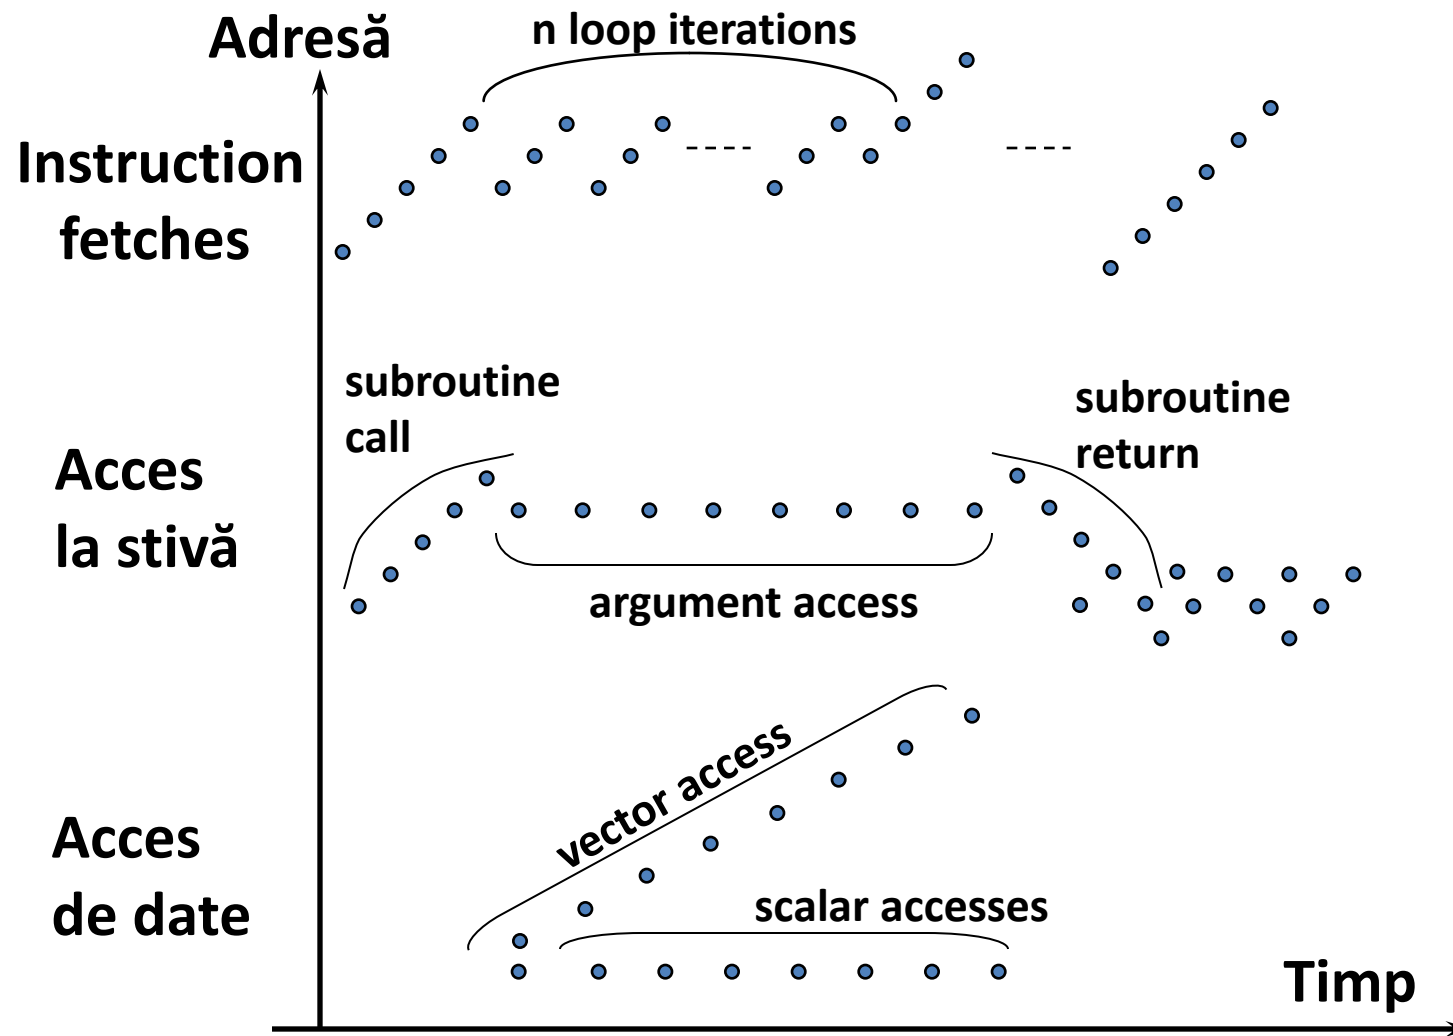 Adresă
n loop iterations
Instruction
fetches
subroutine
call
subroutine
return
Acces
la stivă
argument access
vector access
Acces
de date
scalar accesses
Timp